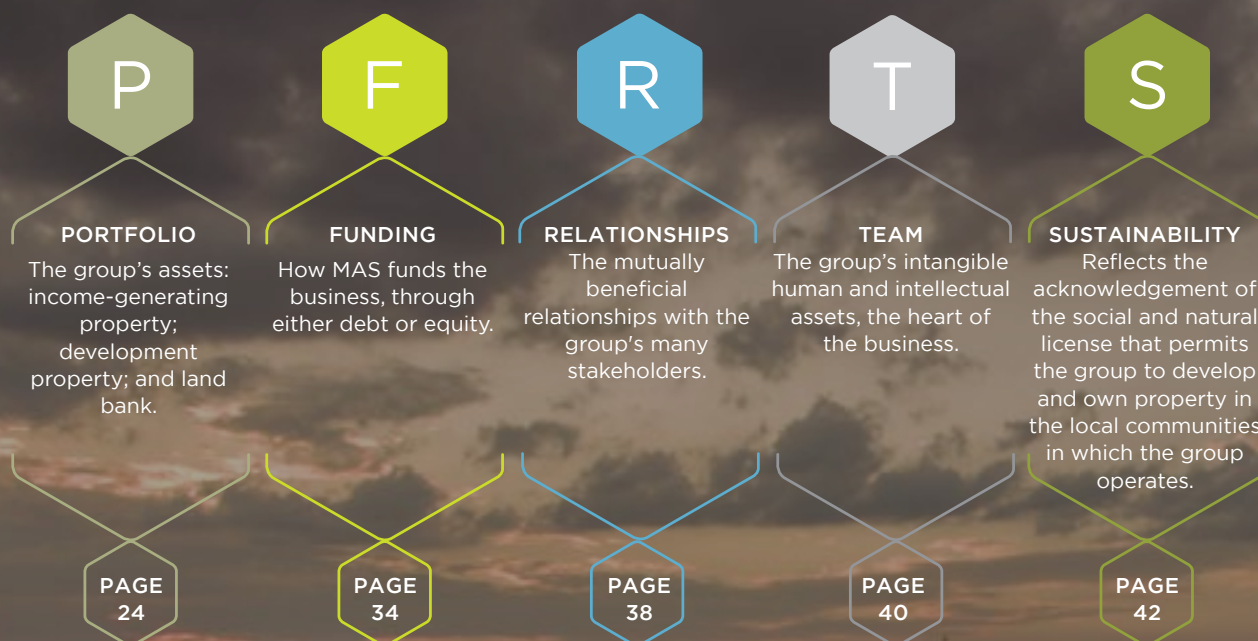 P
PORTFOLIO
The group's assets:
income-generating
property;
development
property; and land
bank.
PAGE
24
F
FUNDING
How MAS funds the
business, through
either debt or equity.
PAGE
34
R
RELATIONSHIPS
The mutually
beneficial
relationships with the
group's many
stakeholders.
PAGE
38
T
TEAM
The group's intangible
human and intellectual
assets, the heart of
the business.
PAGE
40
S
SUSTAINABILITY
Reflects the
acknowledgement of
the social and natural
license that permits
the group to develop
and own property in
the local communities
in which the group
operates.
PAGE
42